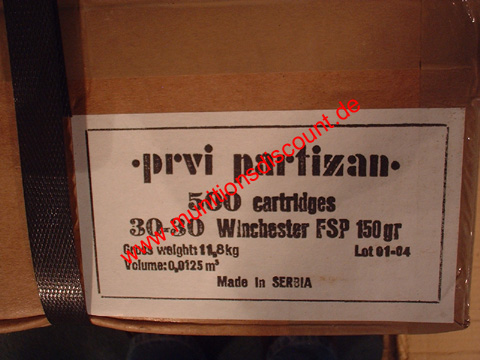 ·prvi partizan·
500 cartridges
30-30 Winchester FSP 150gr
Gross weight: 11,8kg Lot 01-04
Volume: 0,0125 m³
Made in SERBIA
www.munitionsdiscount.de